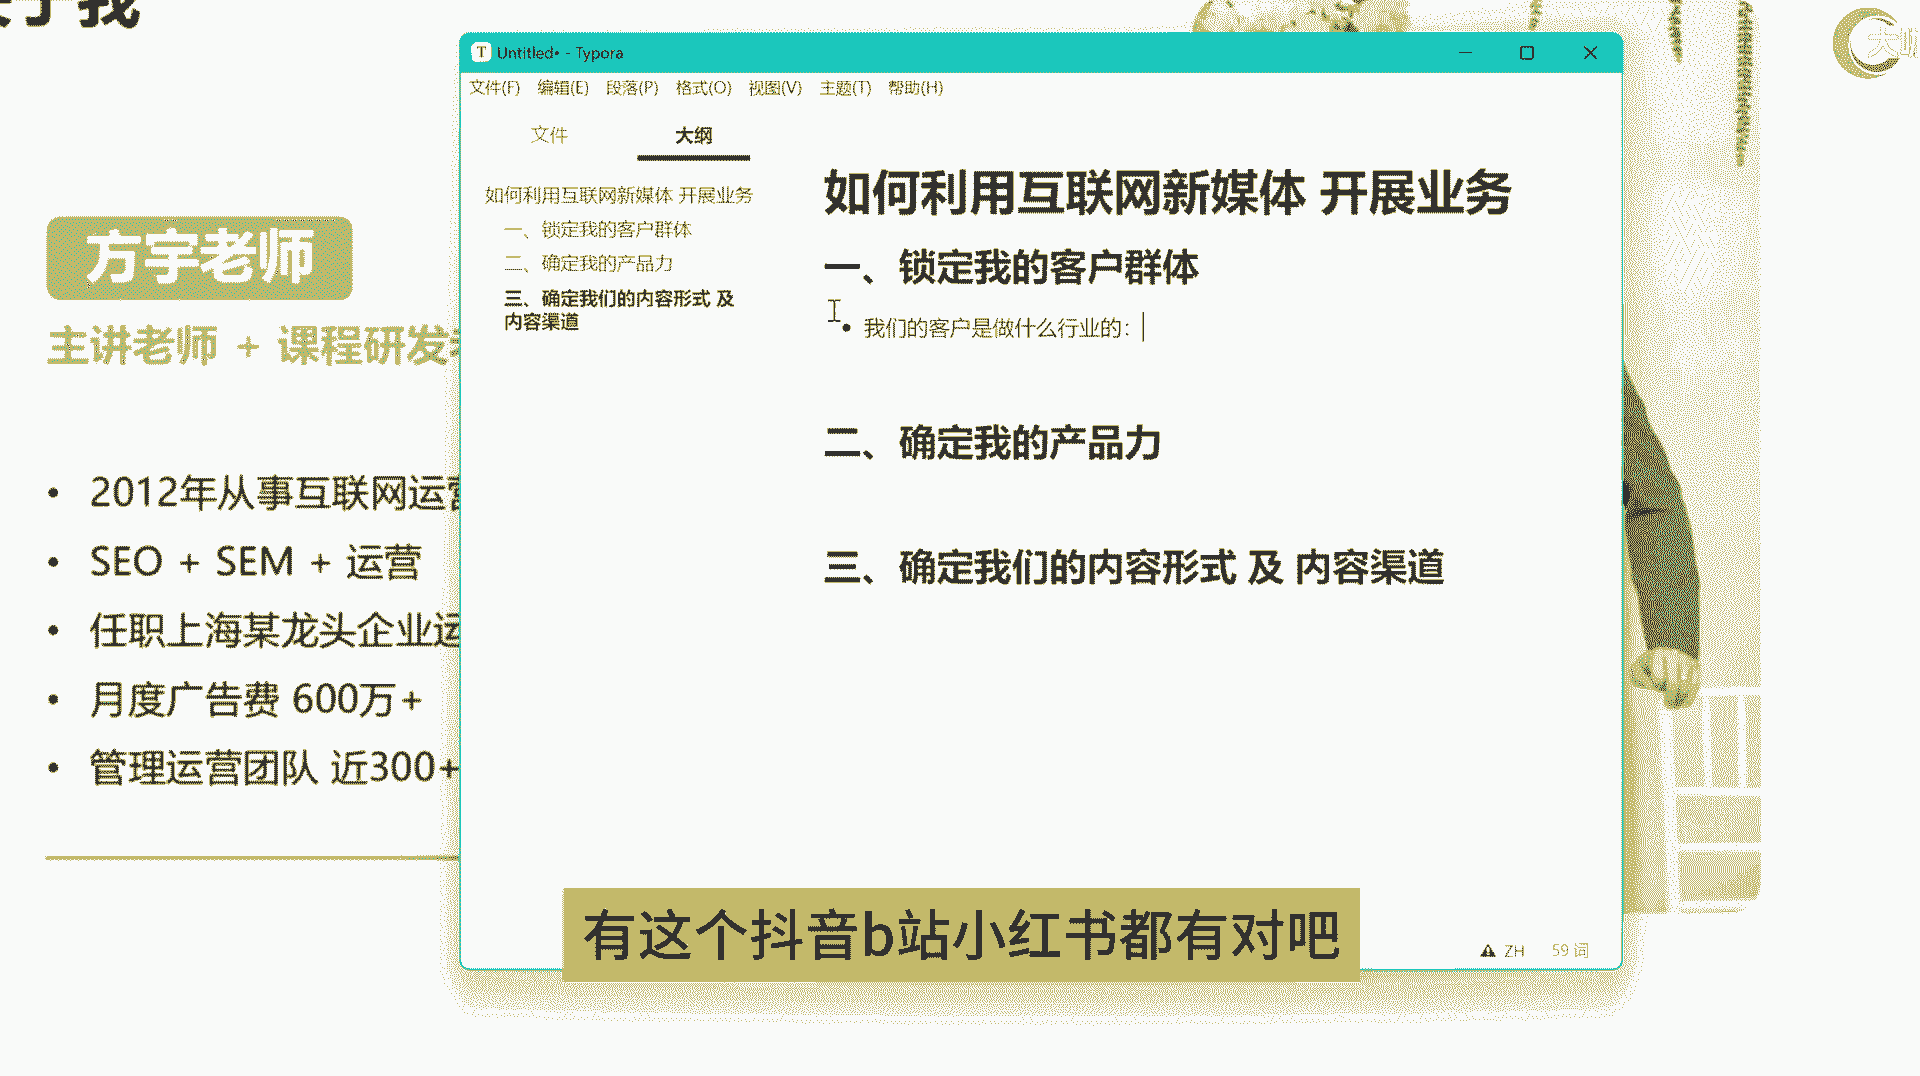 于我
方宇老师
主讲老师 + 课程研发
2012年从事互联网运营
SEO + SEM + 运营
任职上海某龙头企业运
月度广告费 600万+
管理运营团队 近300+
Untitled• - Typora
文件(F) 编辑(E) 段落(P) 格式(O) 视图(V) 主题(T) 帮助(H)
文件 大纲
如何利用互联网新媒体 开展业务
一、锁定我的客户群体
二、确定我的产品力
三、确定我们的内容形式 及
内容渠道
如何利用互联网新媒体 开展业务
一、锁定我的客户群体
我们的客户是做什么行业的：
二、确定我的产品力
三、确定我们的内容形式 及 内容渠道
ZH 59 词
有这个抖音b站小红书都有对吧